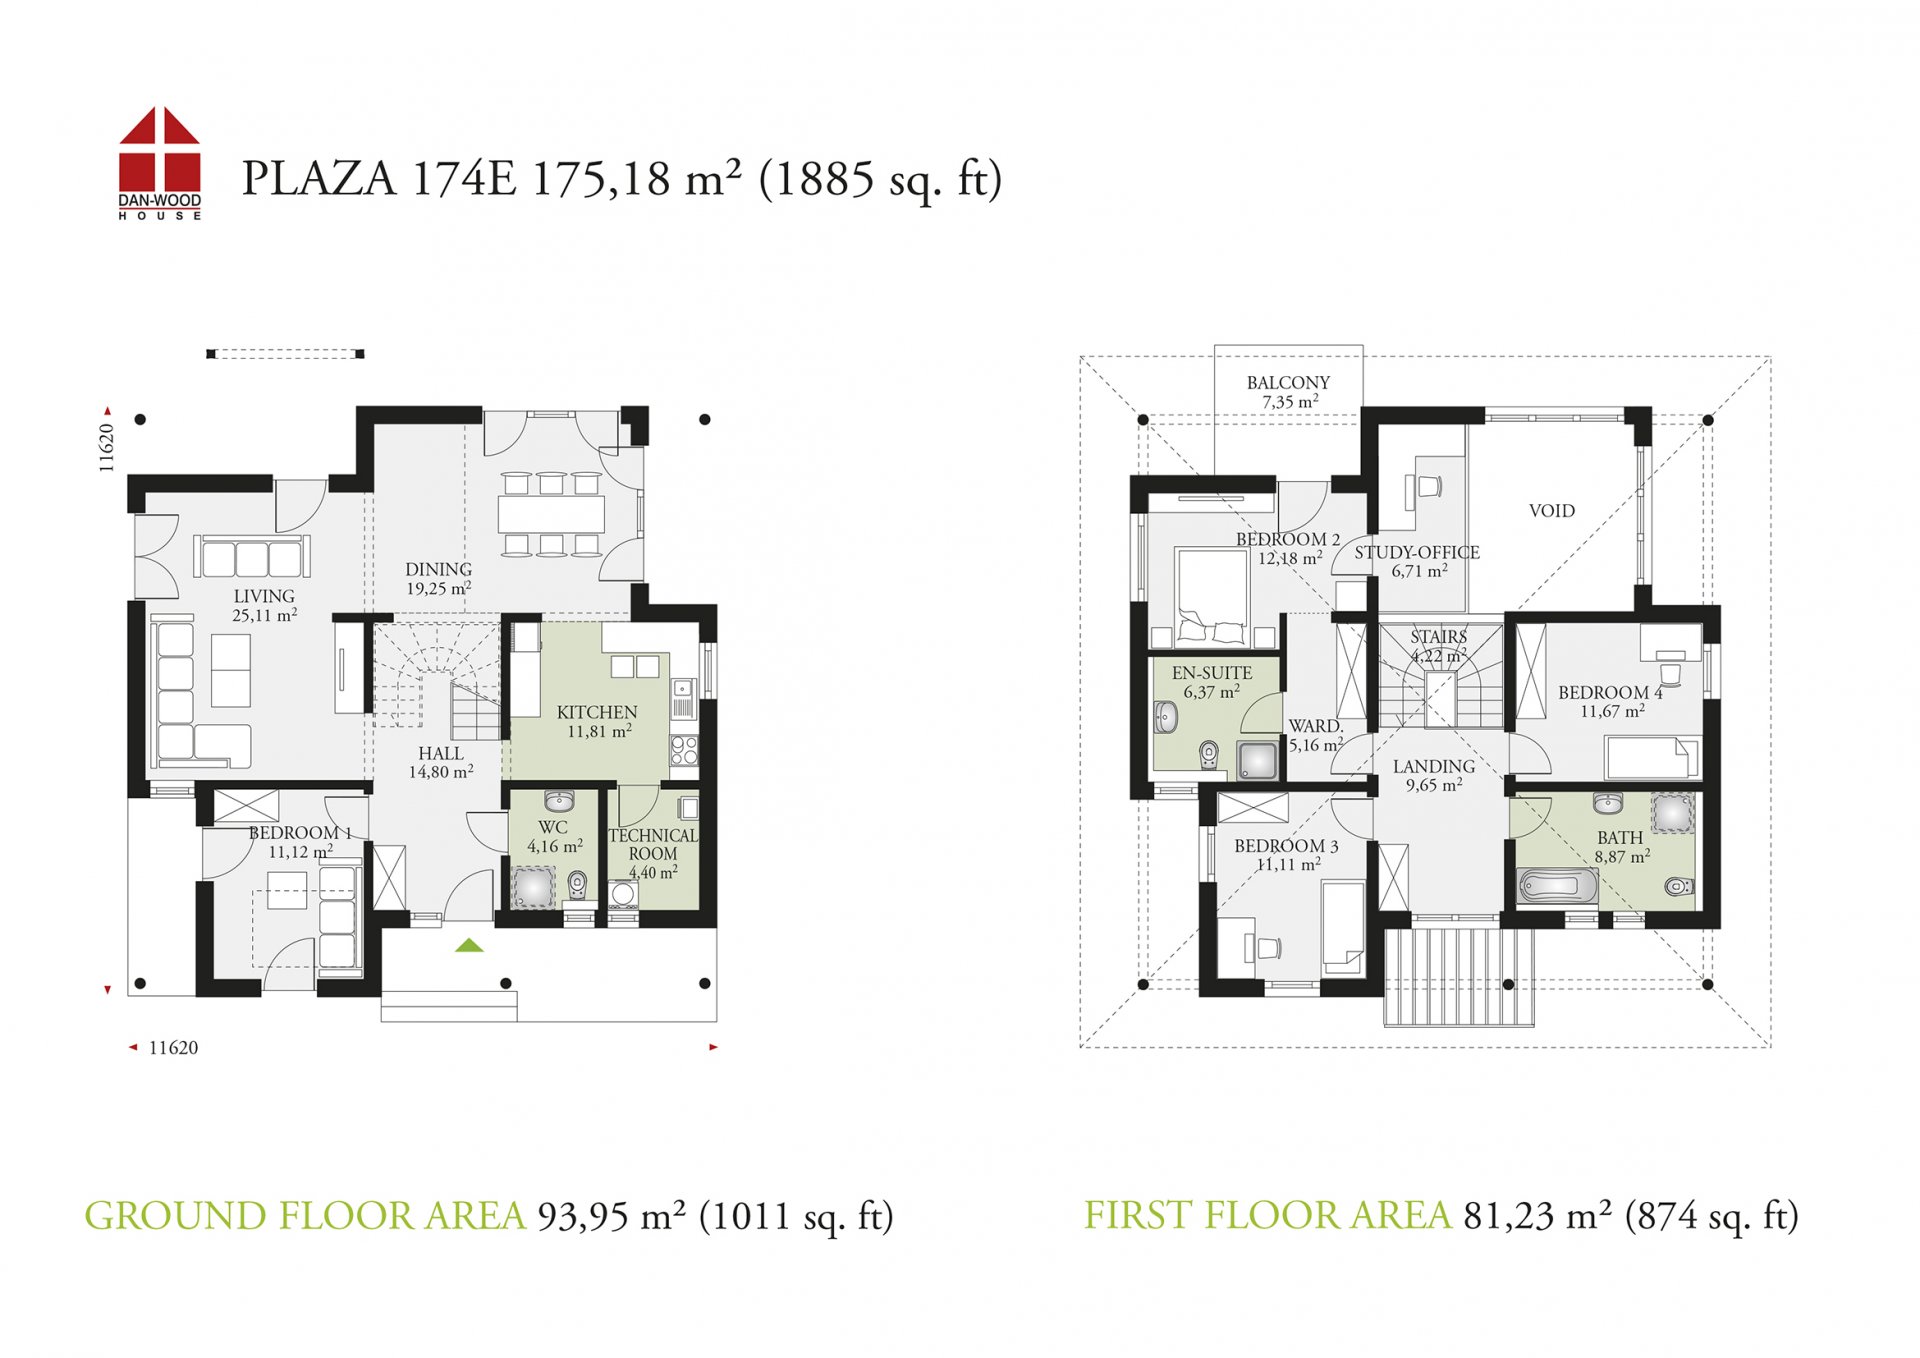 DAN-WOOD
HOUSE
PLAZA 174E 175,18 m² (1885 sq. ft)
11620
DINING
19,25 m²
LIVING
25,11 m²
KITCHEN
11,81 m²
HALL
14,80 m²
BEDROOM 1
11,12 m²
WC
4,16 m²
TECHNICAL
ROOM
4,40 m²
11620
BALCONY
7,35 m²
VOID
BEDROOM 2
12,18 m²
STUDY-OFFICE
6,71 m²
STAIRS
4,22 m²
EN-SUITE
6,37 m²
BEDROOM 4
11,67 m²
WARD.
5,16 m²
LANDING
9,65 m²
BATH
8,87 m²
BEDROOM 3
11,11 m²
GROUND FLOOR AREA 93,95 m² (1011 sq. ft)
FIRST FLOOR AREA 81,23 m² (874 sq. ft)